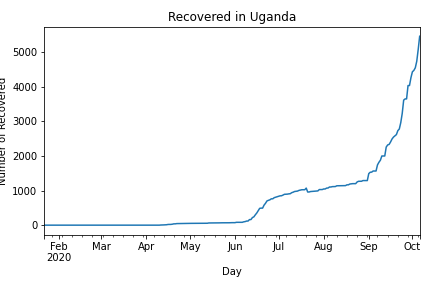 Recovered in Uganda
Number of Recovered
5000
4000
3000
2000
1000
0
Feb Mar Apr May Jun Jul Aug Sep Oct
2020
Day